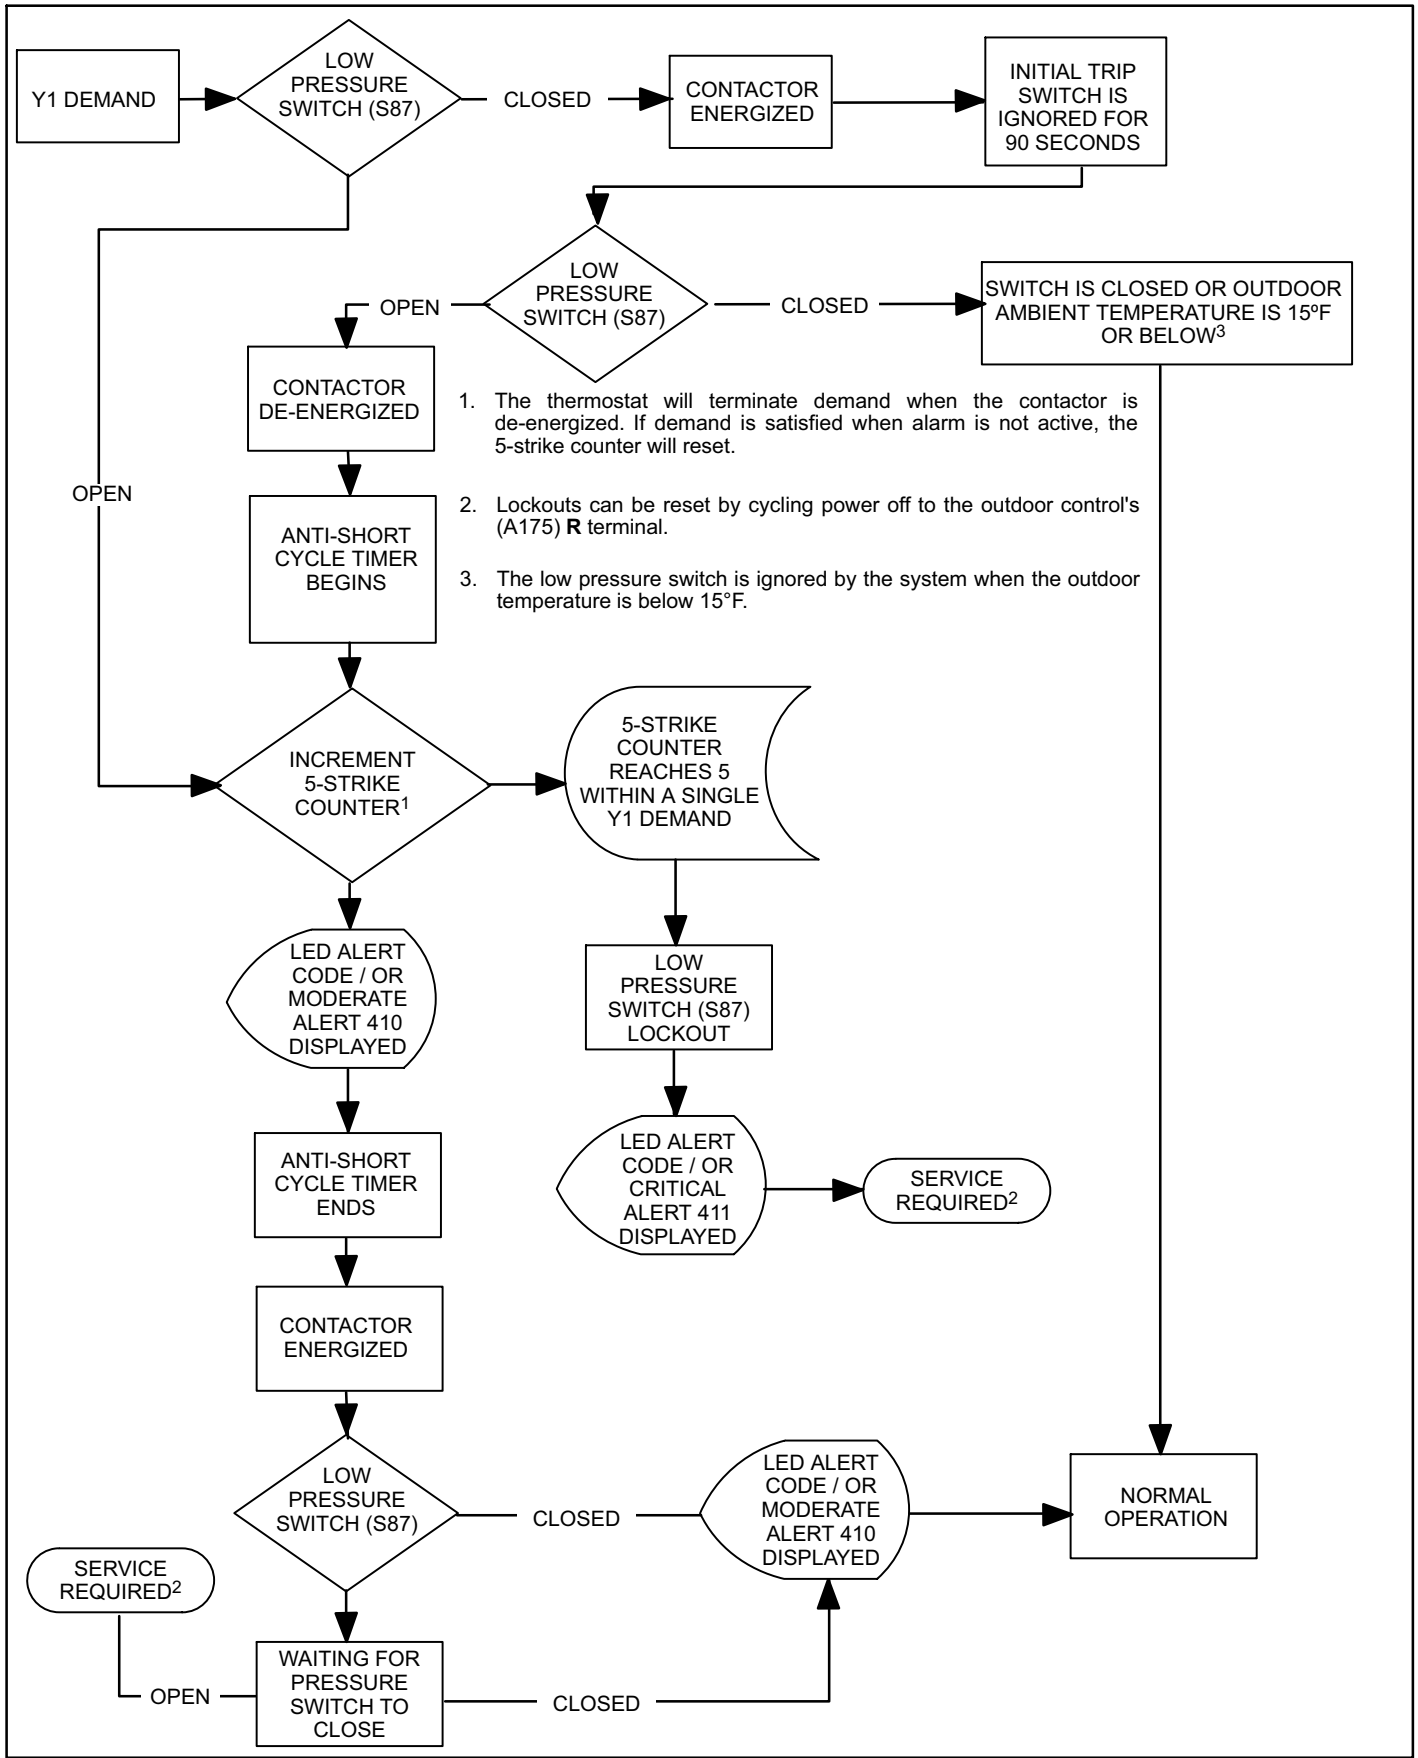 Y1 DEMAND
LOW
PRESSURE
SWITCH (S87)
CLOSED
CONTACTOR
ENERGIZED
INITIAL TRIP
SWITCH IS
IGNORED FOR
90 SECONDS
LOW
PRESSURE
SWITCH (S87)
OPEN
CLOSED
SWITCH IS CLOSED OR OUTDOOR
AMBIENT TEMPERATURE IS 15ºF
OR BELOW3
CONTACTOR
DE-ENERGIZED
1. The thermostat will terminate demand when the contactor is
de-energized. If demand is satisfied when alarm is not active, the
5-strike counter will reset.
OPEN
ANTI-SHORT
CYCLE TIMER
BEGINS
2. Lockouts can be reset by cycling power off to the outdoor control's
(A175) R terminal.
3. The low pressure switch is ignored by the system when the outdoor
temperature is below 15°F.
INCREMENT
5-STRIKE
COUNTER1
5-STRIKE
COUNTER
REACHES 5
WITHIN A SINGLE
Y1 DEMAND
LED ALERT
CODE / OR
MODERATE
ALERT 410
DISPLAYED
LOW
PRESSURE
SWITCH (S87)
LOCKOUT
ANTI-SHORT
CYCLE TIMER
ENDS
LED ALERT
CODE / OR
CRITICAL
ALERT 411
DISPLAYED
SERVICE
REQUIRED2
CONTACTOR
ENERGIZED
LOW
PRESSURE
SWITCH (S87)
CLOSED
LED ALERT
CODE / OR
MODERATE
ALERT 410
DISPLAYED
NORMAL
OPERATION
SERVICE
REQUIRED2
OPEN
WAITING FOR
PRESSURE
SWITCH TO
CLOSE
CLOSED